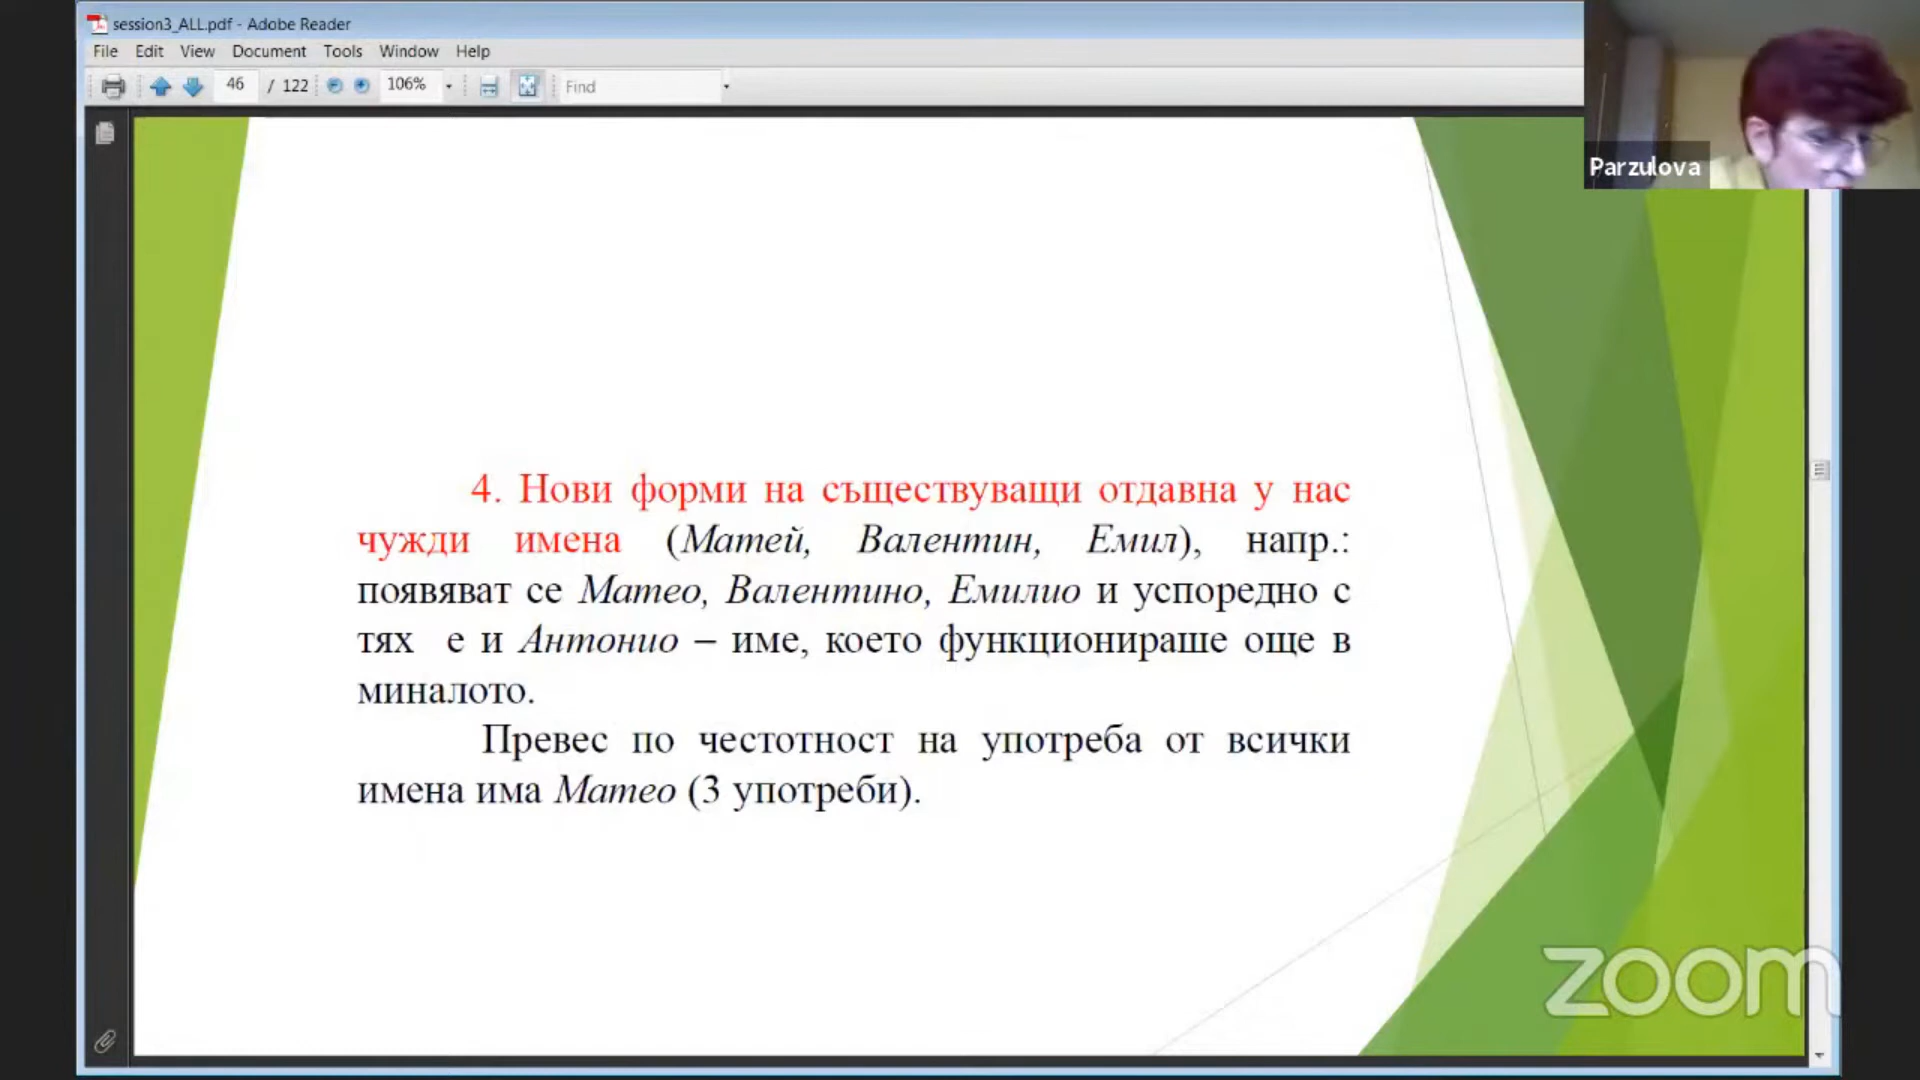 session3_ALL.pdf - Adobe Reader
File Edit View Document Tools Window Help
46 / 122 106% Find
Parzulova
4. Нови форми на съществуващи отдавна у нас
чужди имена (Матей, Валентин, Емил), напр.:
появяват се Матео, Валентино, Емилио и успоредно с
тях е и Антонио – име, което функционираше още в
миналото.
Превес по честотност на употреба от всички
имена има Матео (3 употреби).
zoom